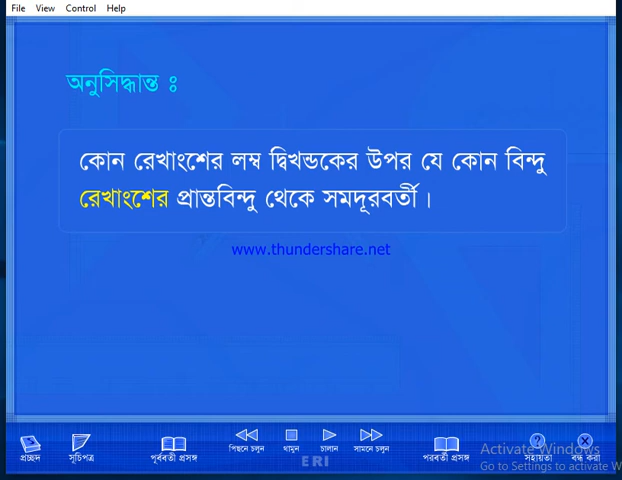 File View Control Help
অনুসিদ্ধান্ত ঃ
কোন রেখাংশের লম্ব দ্বিখন্ডকের উপর যে কোন বিন্দু
রেখাংশের প্রান্তবিন্দু থেকে সমদূরবর্তী।
www.thundershare.net
প্রচ্ছদ সূচিপত্র পূর্ববর্তী প্রসঙ্গ পিছনে চলুন থামুন চালান সামনে চলুন পরবর্তী প্রসঙ্গ সহায়তা বন্ধ করা
ERI
Activate Windows
Go to Settings to activate W